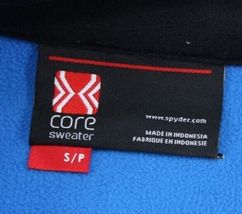 core
sweater
www.spyder.com
MADE IN INDONESIA
FABRIQUE EN INDONESIE
S/P